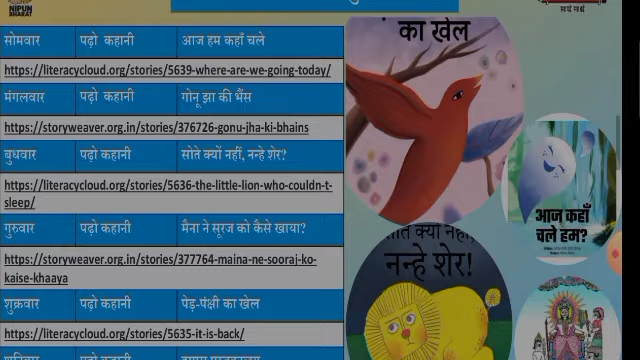 NIPUN
BHARAT
सोमवार पढ़ो कहानी आज हम कहाँ चले
https://literacycloud.org/stories/5639-where-are-we-going-today/
मंगलवार पढ़ो कहानी गोनू झा की भैंस
https://storyweaver.org.in/stories/376726-gonu-jha-ki-bhains
बुधवार पढ़ो कहानी सोते क्यों नहीं, नन्हे शेर?
https://literacycloud.org/stories/5636-the-little-lion-who-couldn-t-
sleep/
गुरुवार पढ़ो कहानी मैना ने सूरज को कैसे खाया?
https://storyweaver.org.in/stories/377764-maina-ne-sooraj-ko-
kaise-khaaya
शुक्रवार पढ़ो कहानी पेड़-पंक्षी का खेल
https://literacycloud.org/stories/5635-it-is-back/
शनिवार पढ़ो कहानी
का खेल
आज कहाँ
चले हम?
सोते क्यों नहीं,
नन्हे शेर!